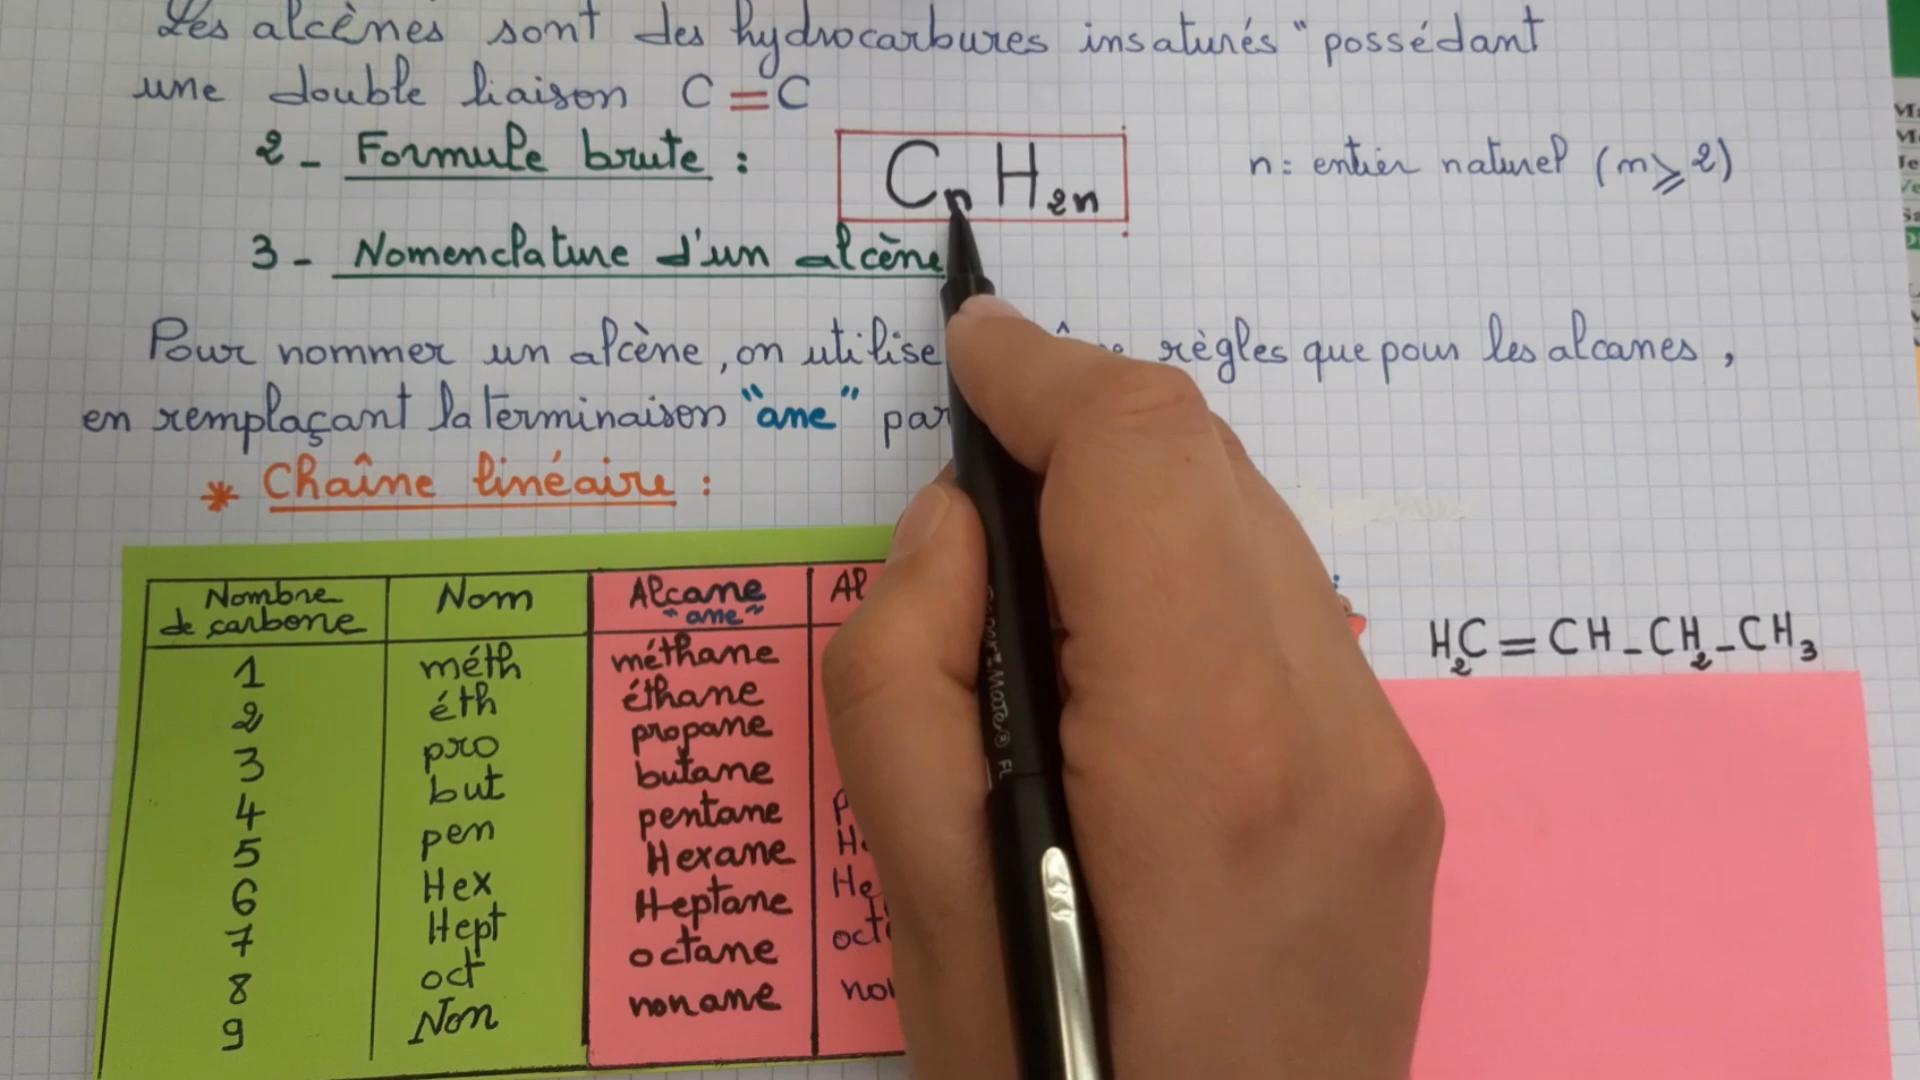 Les alcènes sont des hydrocarbures insaturés " possédant
une double liaison C=C
2 - Formule brute : CnH2n n: entier naturel (n⩾2)
3 - Nomenclature d'un alcène
Pour nommer un alcène, on utilise règles que pour les alcanes,
en remplaçant la terminaison "ane" par
* Chaîne linéaire :
Nombre de carbone Nom Alcane "ane"
1 méth méthane
2 éth éthane
3 pro propane
4 but butane
5 pen pentane
6 Hex Hexane
7 Hept Heptane
8 oct octane
9 Non nonane
H2C=CH-CH2-CH3